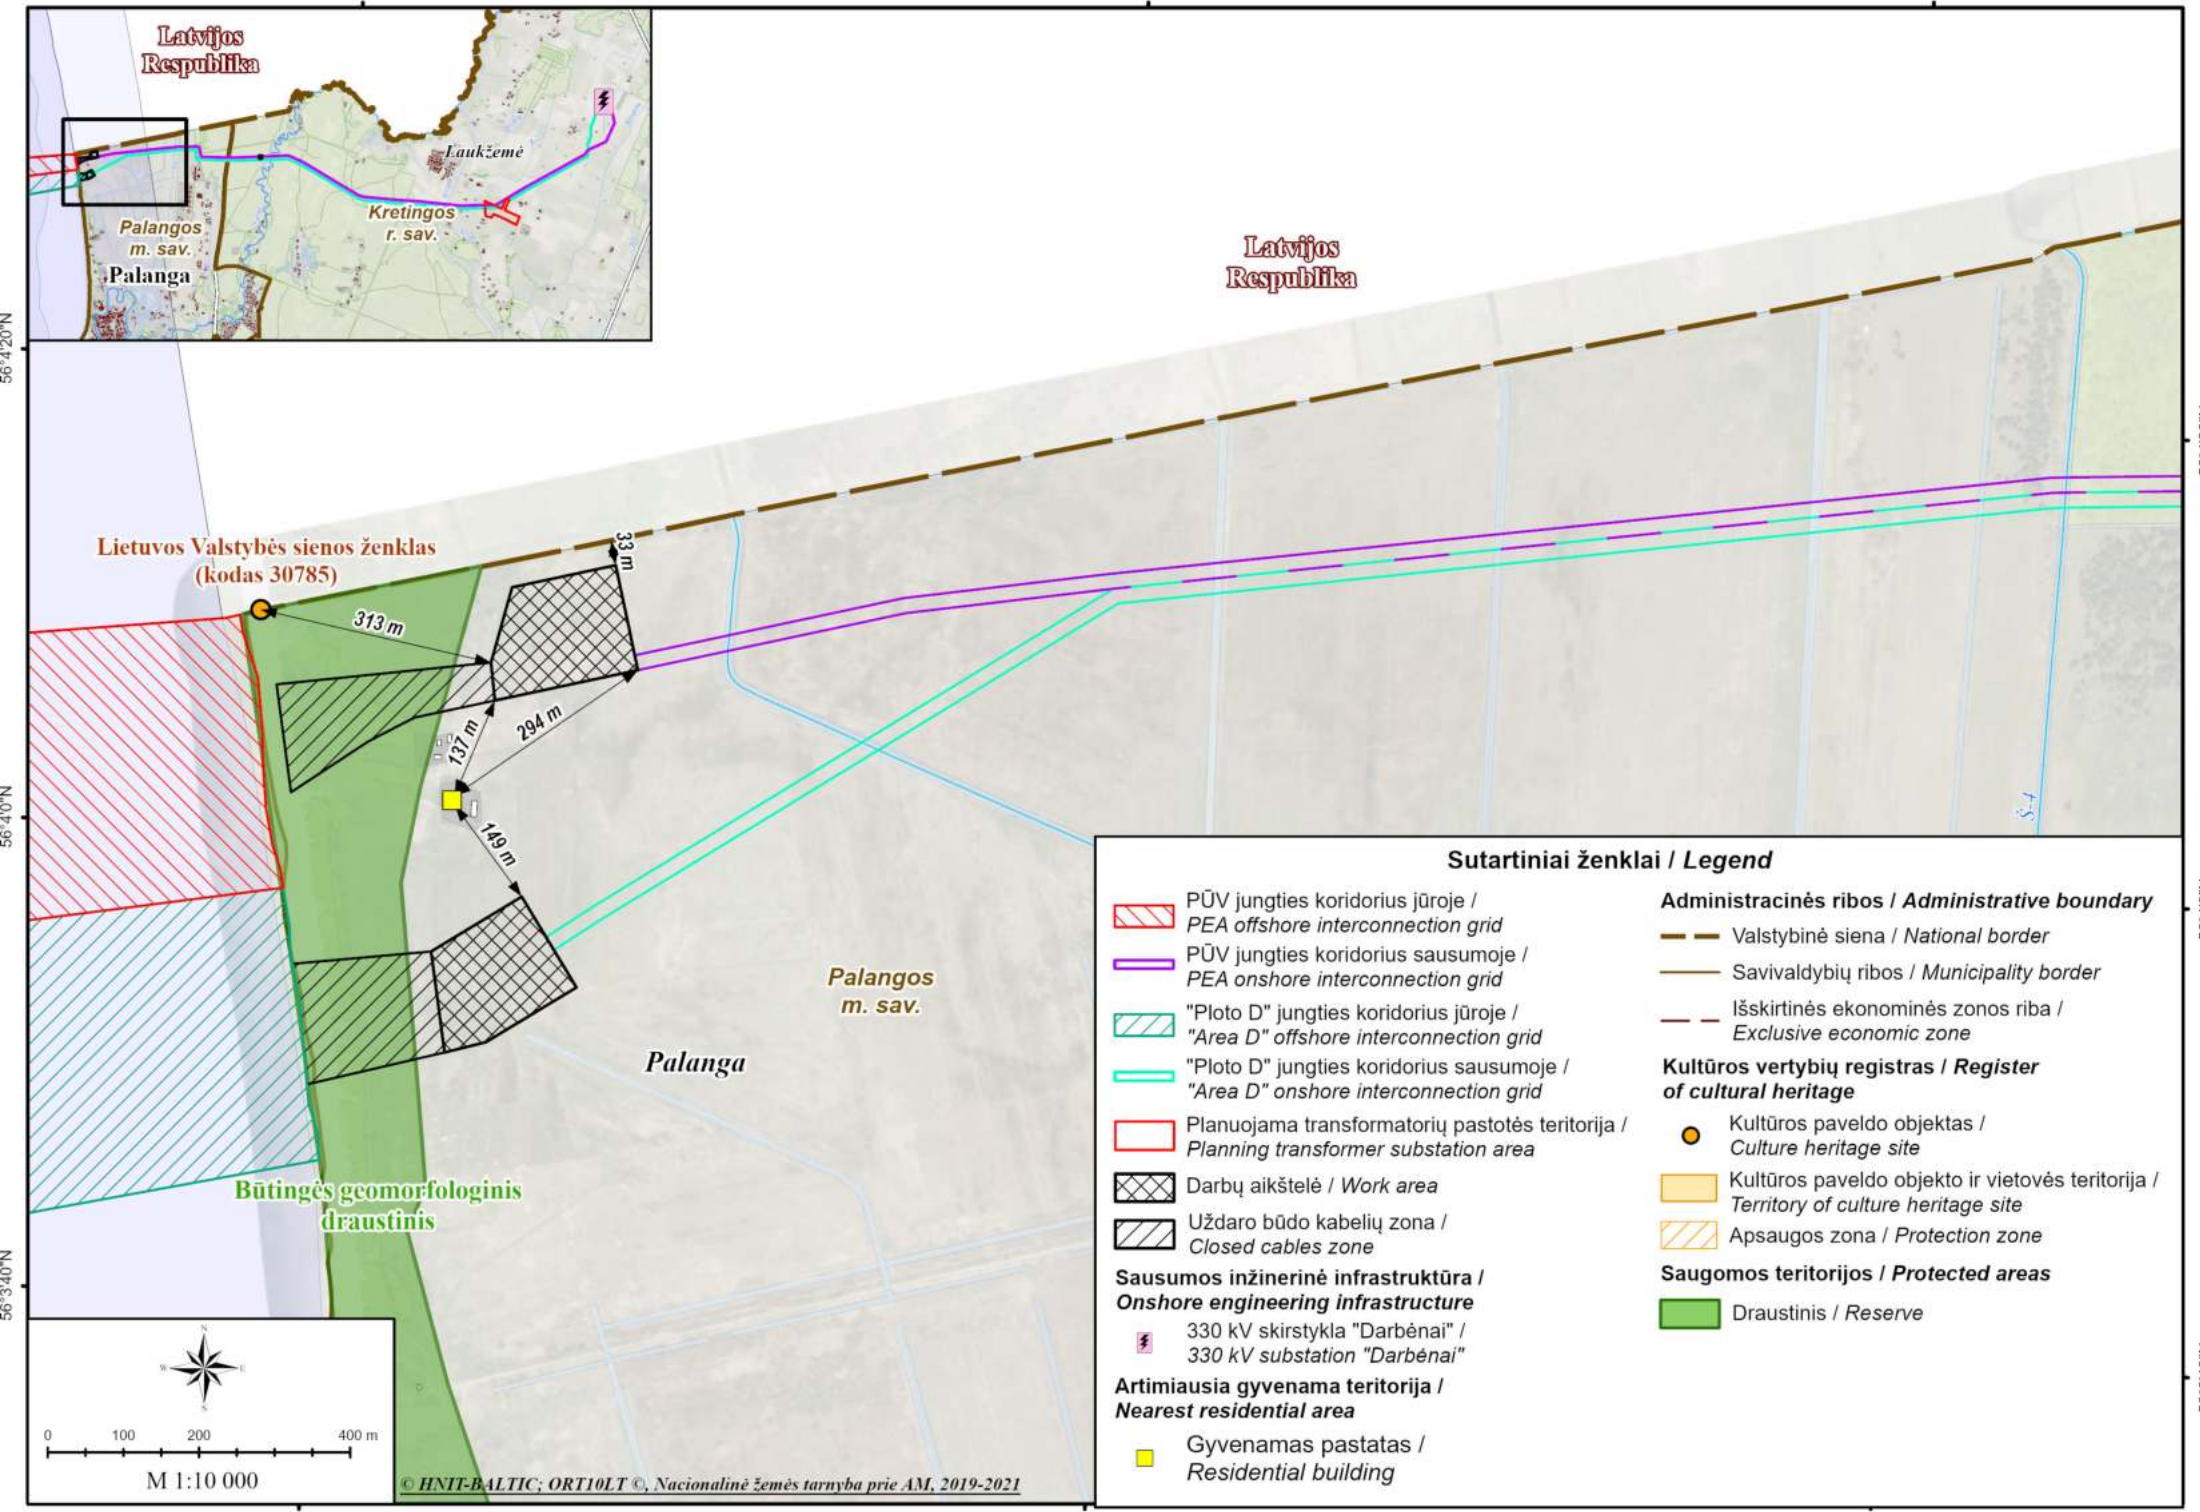 Latvijos
Respublika
Laukžemė
Kretingos
r. sav.
Palangos
m. sav.
Palanga
Latvijos
Respublika
56°4'20"N
Lietuvos Valstybės sienos ženklas
(kodas 30785)
33 m
313 m
137 m
294 m
149 m
56°4'0"N
Š-4
Palangos
m. sav.
Palanga
Būtingės geomorfologinis
draustinis
56°3'40"N
N
W
E
S
0 100 200 400 m
M 1:10 000
© HNIT-BALTIC; ORT10LT ©, Nacionalinė žemės tarnyba prie AM, 2019-2021
Sutartiniai ženklai / Legend
PŪV jungties koridorius jūroje /
PEA offshore interconnection grid
PŪV jungties koridorius sausumoje /
PEA onshore interconnection grid
"Ploto D" jungties koridorius jūroje /
"Area D" offshore interconnection grid
"Ploto D" jungties koridorius sausumoje /
"Area D" onshore interconnection grid
Planuojama transformatorių pastotės teritorija /
Planning transformer substation area
Darbų aikštelė / Work area
Uždaro būdo kabelių zona /
Closed cables zone
Sausumos inžinerinė infrastruktūra /
Onshore engineering infrastructure
330 kV skirstykla "Darbėnai" /
330 kV substation "Darbėnai"
Artimiausia gyvenama teritorija /
Nearest residential area
Gyvenamas pastatas /
Residential building
Administracinės ribos / Administrative boundary
Valstybinė siena / National border
Savivaldybių ribos / Municipality border
Išskirtinės ekonominės zonos riba /
Exclusive economic zone
Kultūros vertybių registras / Register
of cultural heritage
Kultūros paveldo objektas /
Culture heritage site
Kultūros paveldo objekto ir vietovės teritorija /
Territory of culture heritage site
Apsaugos zona / Protection zone
Saugomos teritorijos / Protected areas
Draustinis / Reserve